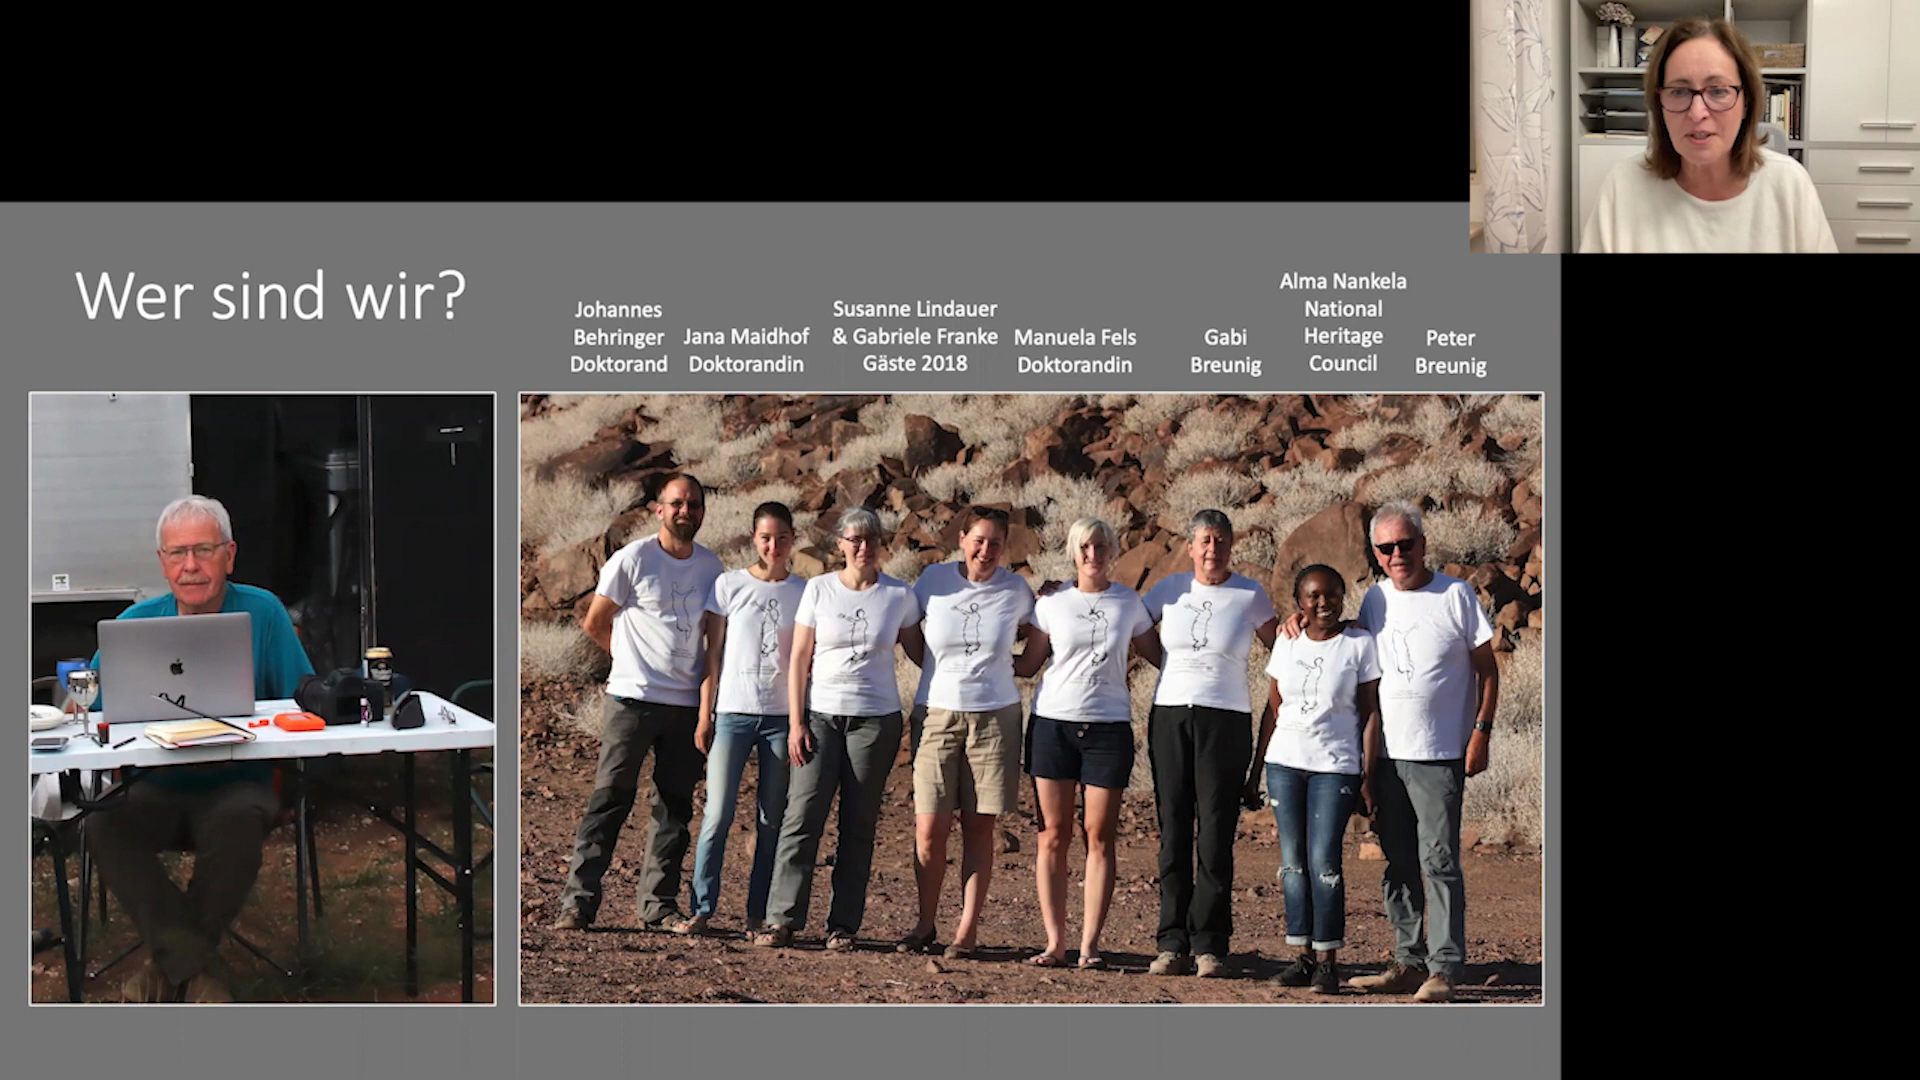 Wer sind wir?
Johannes
Behringer
Doktorand
Jana Maidhof
Doktorandin
Susanne Lindauer
& Gabriele Franke
Gäste 2018
Manuela Fels
Doktorandin
Gabi
Breunig
Alma Nankela
National
Heritage
Council
Peter
Breunig